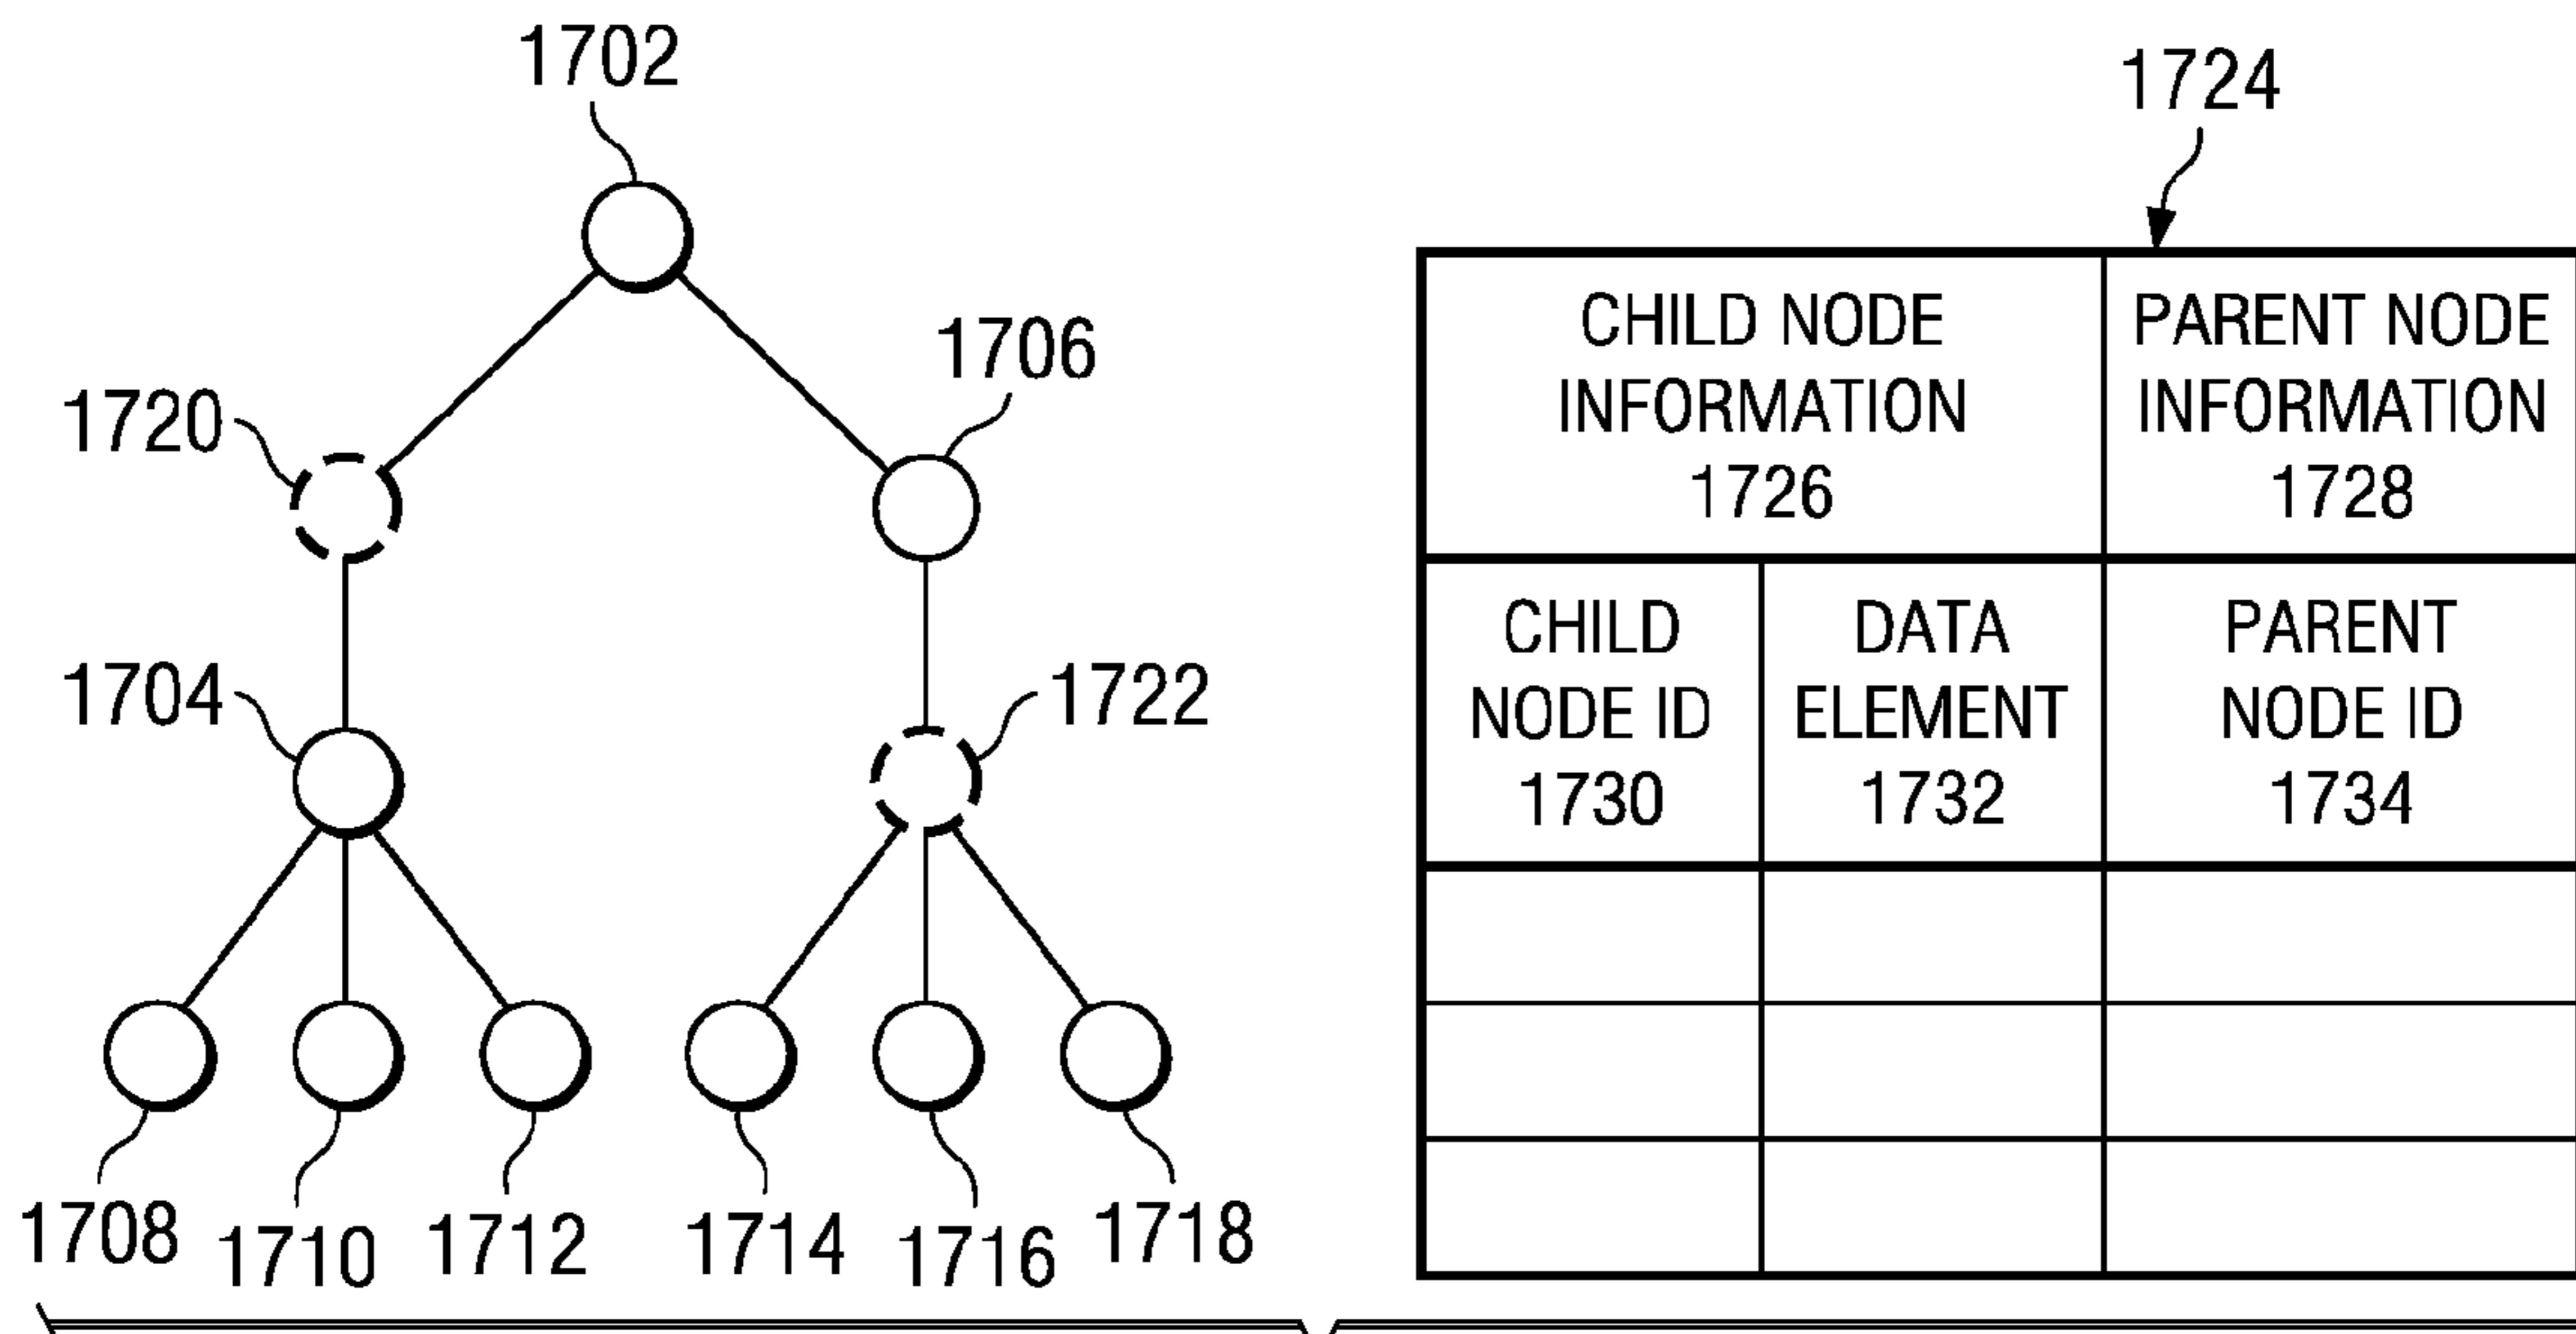 1702
1706
1720
1704
1722
1708
1710
1712
1714
1716
1718
1724
CHILD NODE
INFORMATION
1726
PARENT NODE
INFORMATION
1728
CHILD
NODE ID
1730
DATA
ELEMENT
1732
PARENT
NODE ID
1734